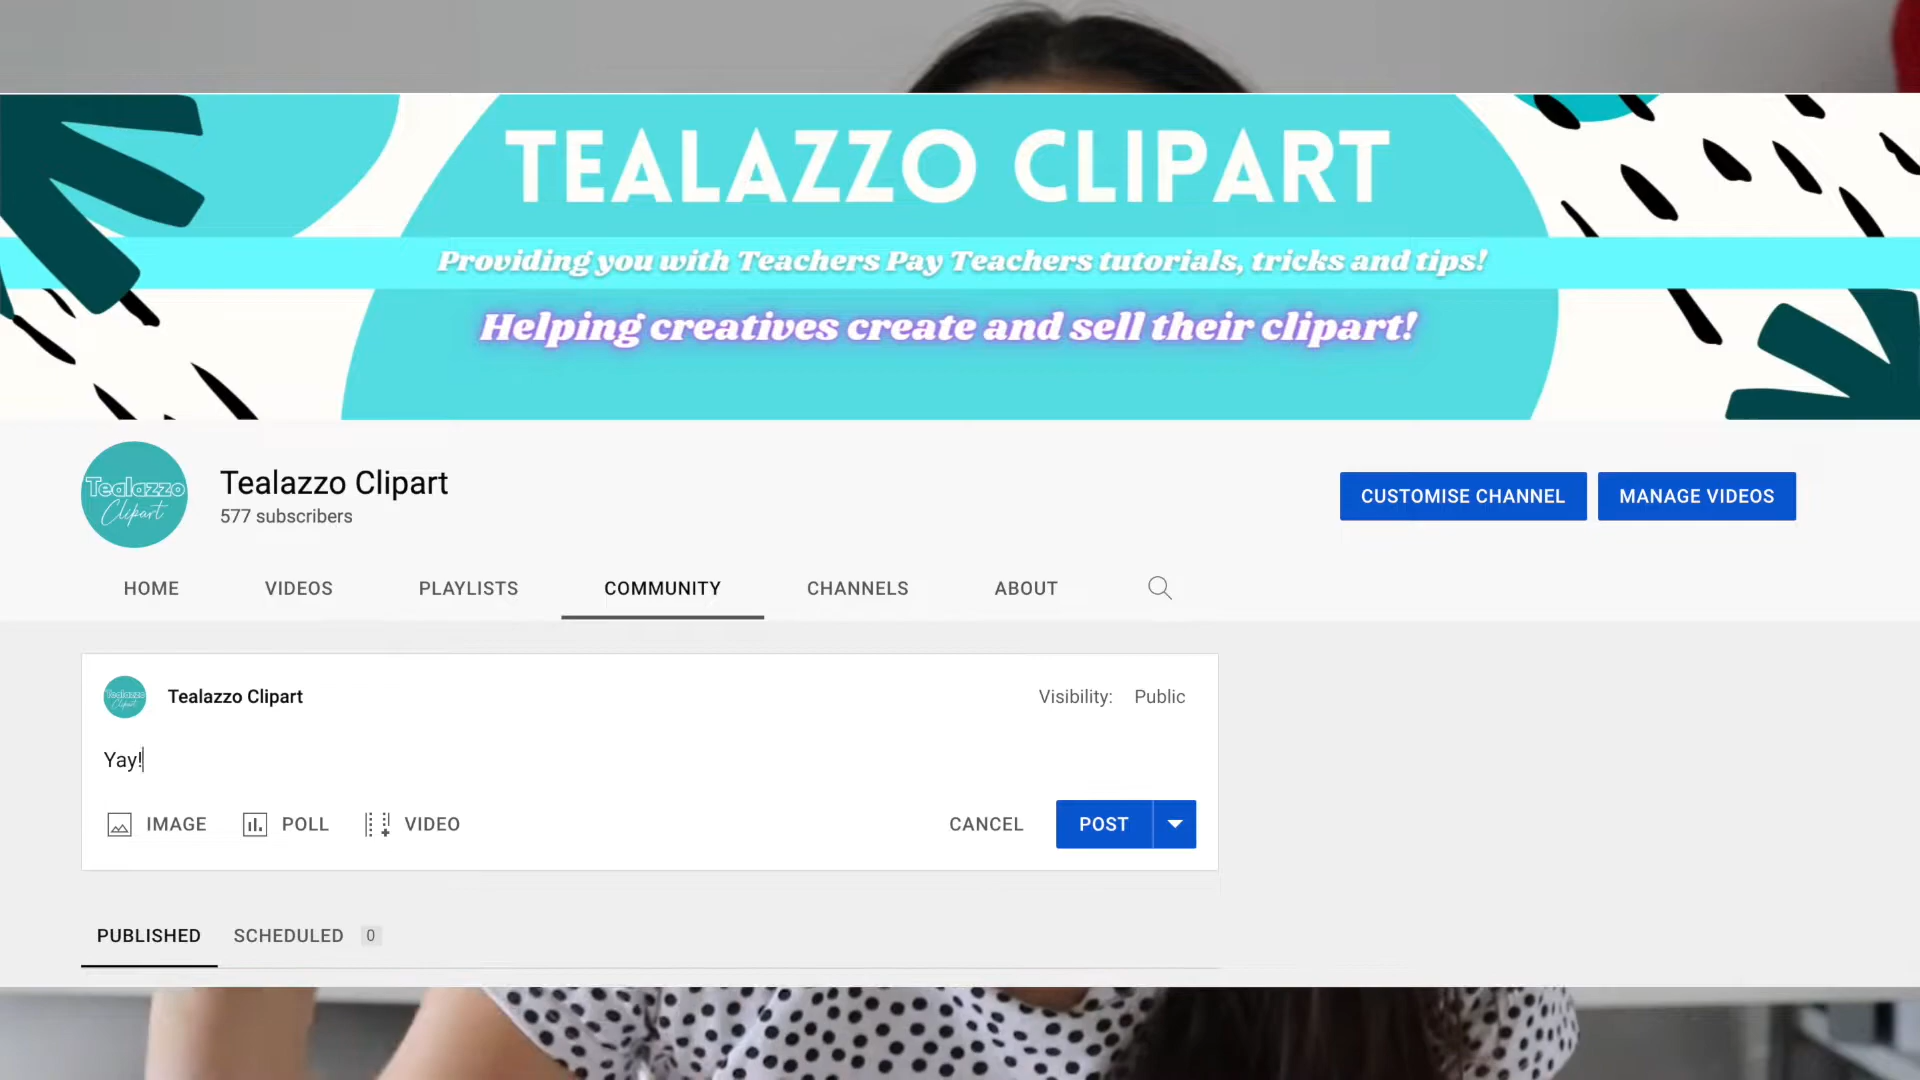 TEALAZZO CLIPART
Providing you with Teachers Pay Teachers tutorials, tricks and tips!
Helping creatives create and sell their clipart!
Tealazzo
Clipart
Tealazzo Clipart
577 subscribers
CUSTOMISE CHANNEL
MANAGE VIDEOS
HOME
VIDEOS
PLAYLISTS
COMMUNITY
CHANNELS
ABOUT
Tealazzo
Clipart
Tealazzo Clipart
Visibility: Public
Yay!
IMAGE
POLL
VIDEO
CANCEL
POST
PUBLISHED
SCHEDULED 0